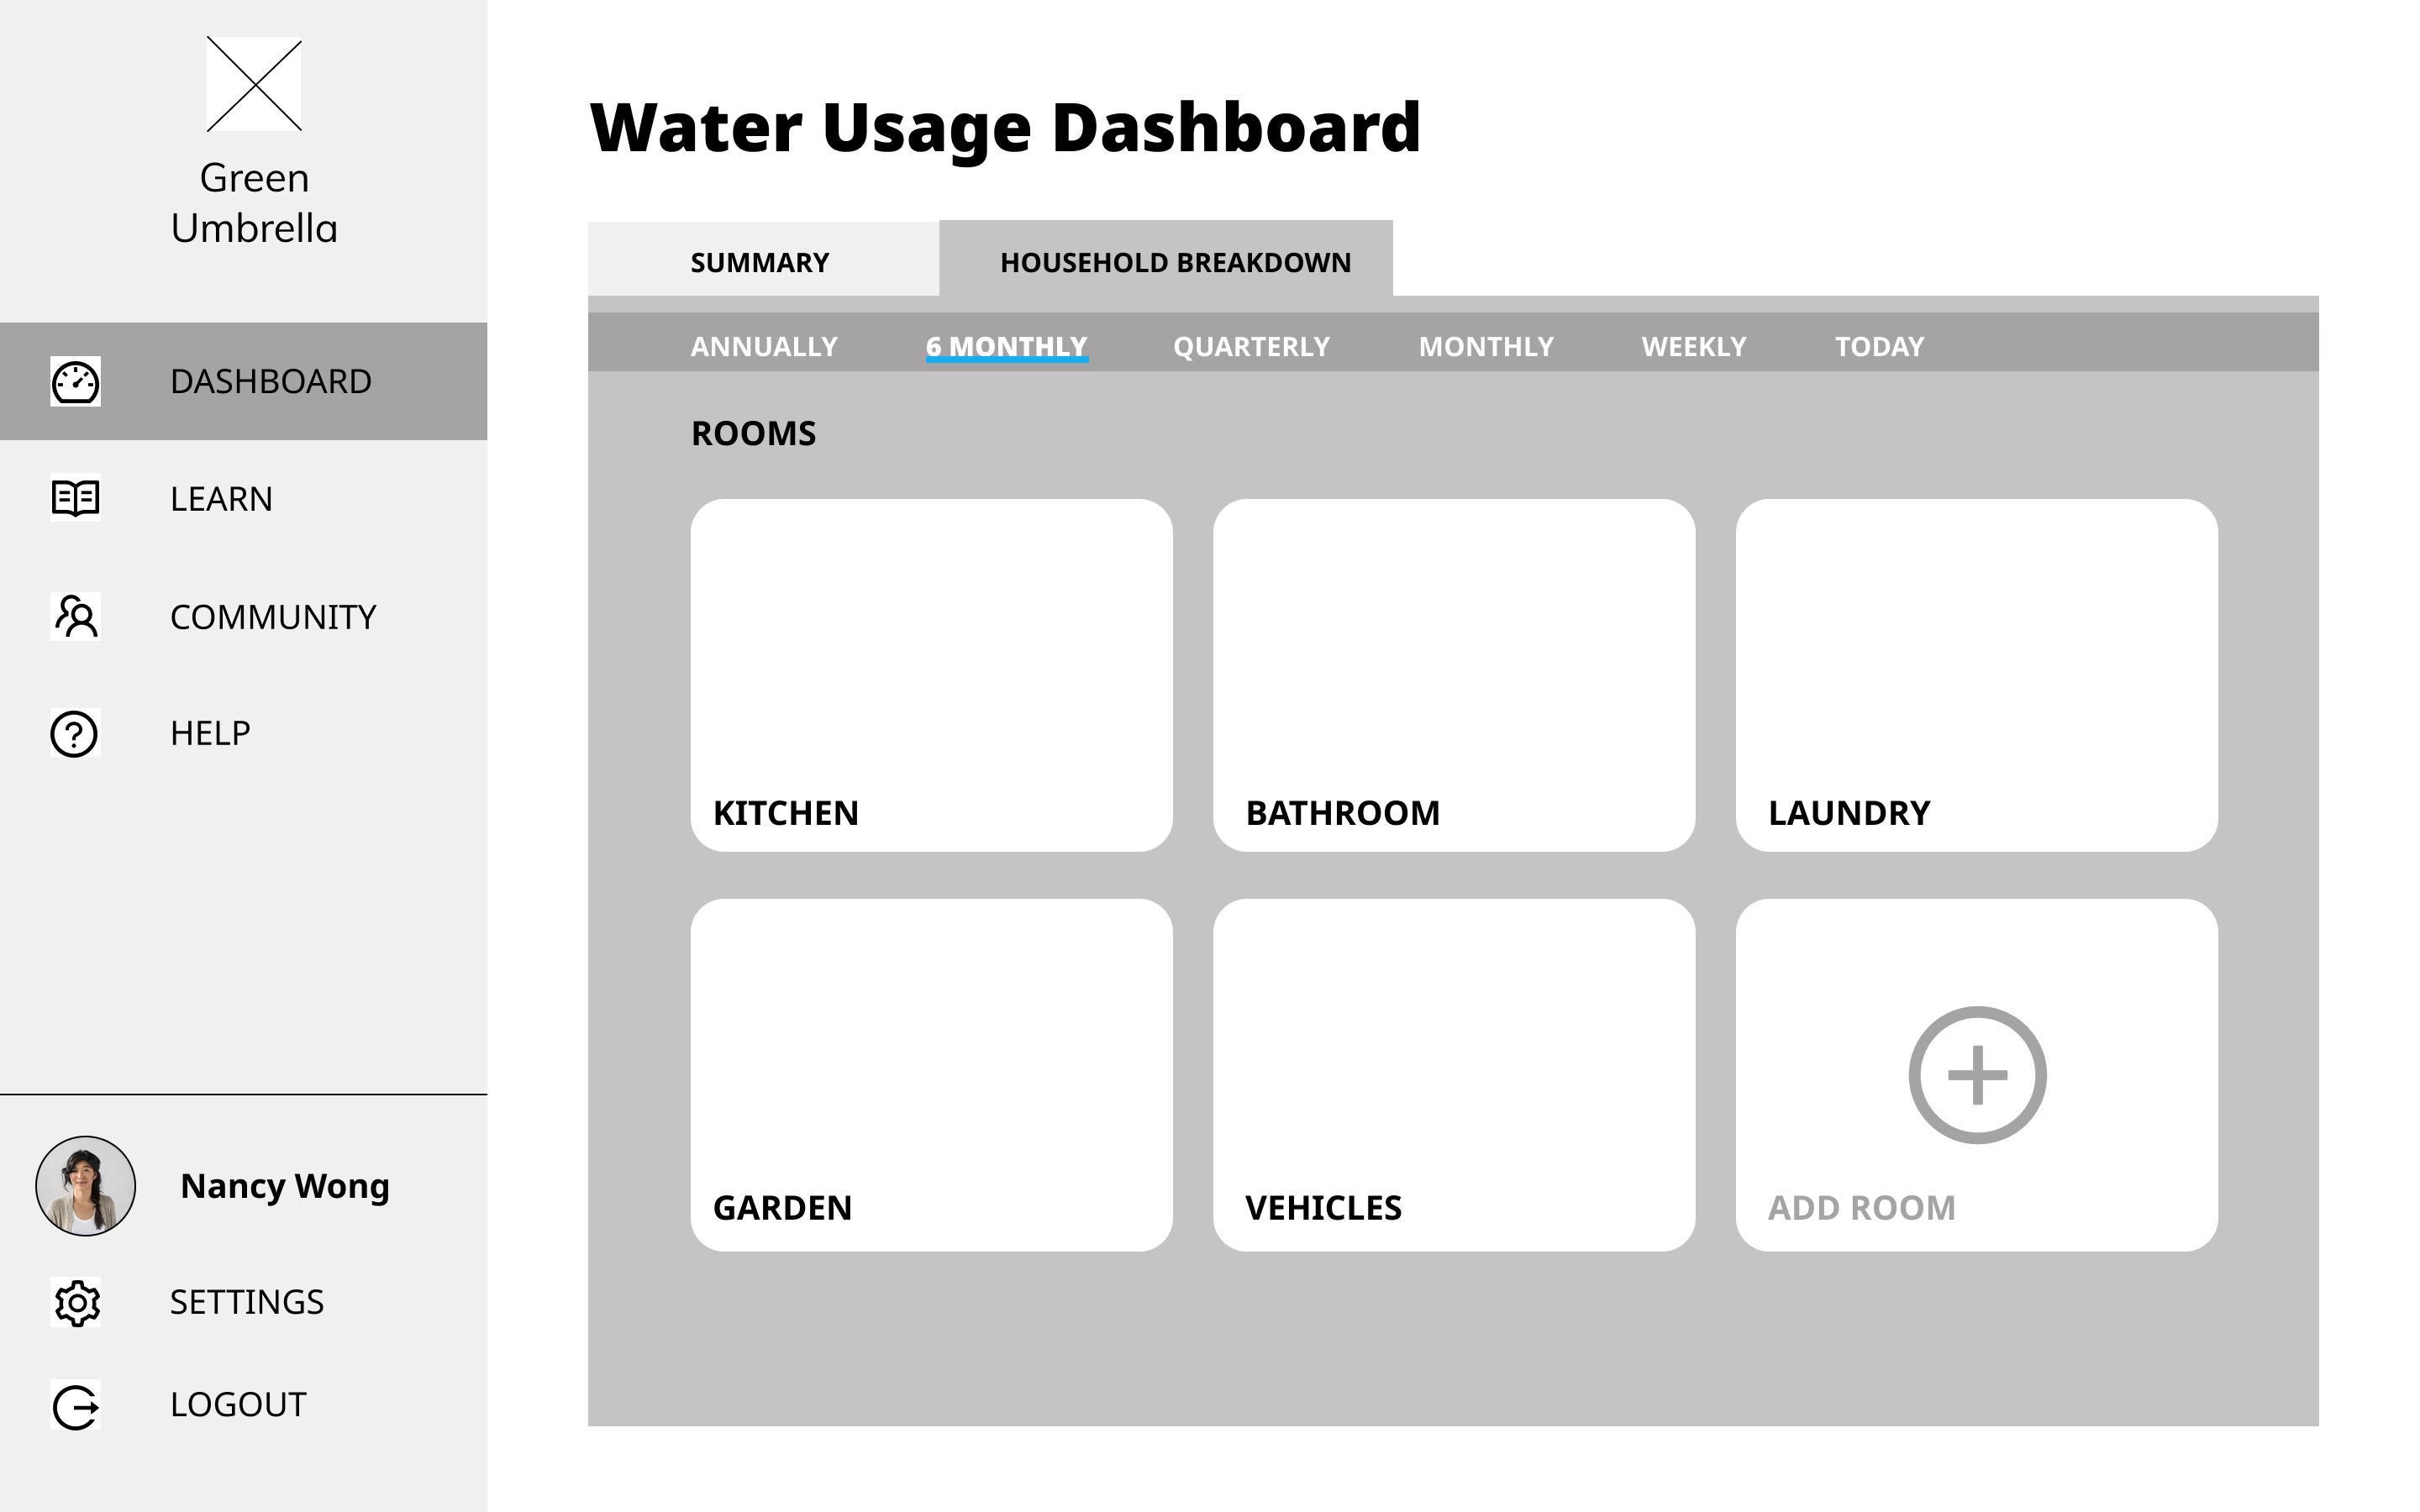 Green
Umbrella
DASHBOARD
LEARN
COMMUNITY
HELP
Nancy Wong
SETTINGS
LOGOUT
Water Usage Dashboard
SUMMARY HOUSEHOLD BREAKDOWN
ANNUALLY 6 MONTHLY QUARTERLY MONTHLY WEEKLY TODAY
ROOMS
KITCHEN BATHROOM LAUNDRY
GARDEN VEHICLES ADD ROOM